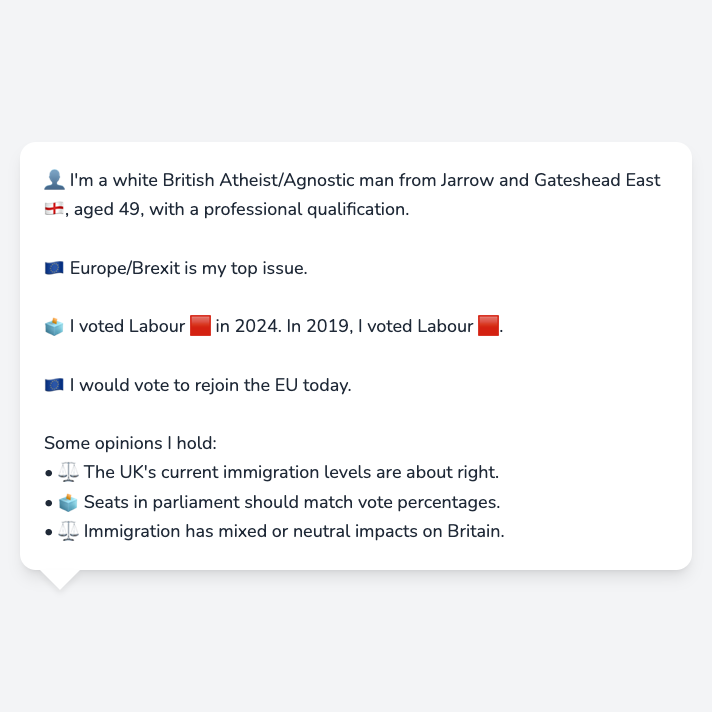 👤 I'm a white British Atheist/Agnostic man from Jarrow and Gateshead East
🏴󠁧󠁢󠁥󠁮󠁧󠁿, aged 49, with a professional qualification.
🇪🇺 Europe/Brexit is my top issue.
🗳️ I voted Labour 🟥 in 2024. In 2019, I voted Labour 🟥.
🇪🇺 I would vote to rejoin the EU today.
Some opinions I hold:
• ⚖️ The UK's current immigration levels are about right.
• 🗳️ Seats in parliament should match vote percentages.
• ⚖️ Immigration has mixed or neutral impacts on Britain.